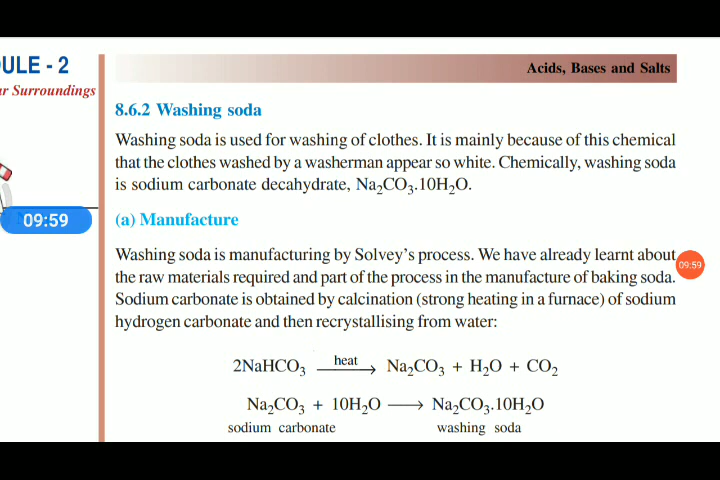 ULE - 2
Acids, Bases and Salts
ur Surroundings
8.6.2 Washing soda
Washing soda is used for washing of clothes. It is mainly because of this chemical
that the clothes washed by a washerman appear so white. Chemically, washing soda
is sodium carbonate decahydrate, Na₂CO₃.10H₂O.
09:59
(a) Manufacture
Washing soda is manufacturing by Solvey's process. We have already learnt about
09:59
the raw materials required and part of the process in the manufacture of baking soda.
Sodium carbonate is obtained by calcination (strong heating in a furnace) of sodium
hydrogen carbonate and then recrystallising from water:
2NaHCO₃ heat⟶ Na₂CO₃ + H₂O + CO₂
Na₂CO₃ + 10H₂O ⟶ Na₂CO₃.10H₂O
sodium carbonate washing soda